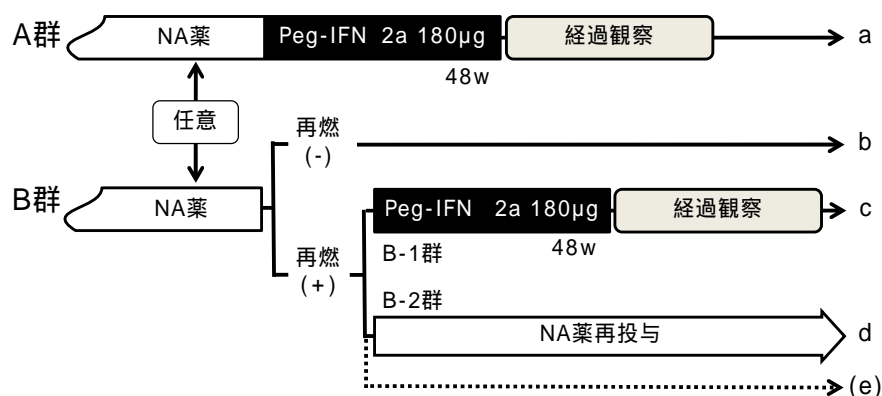 A群 NA薬 Peg-IFN 2a 180μg 経過観察 a
48w
任意
再燃
(-) b
B群 NA薬
Peg-IFN 2a 180μg 経過観察 c
48w
B-1群
再燃
(+)
B-2群
NA薬再投与 d
(e)